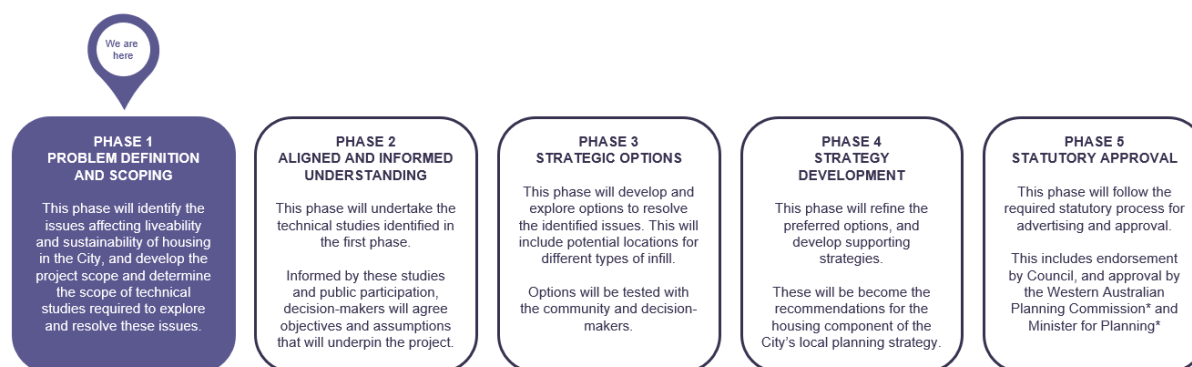 We are
here
PHASE 1
PROBLEM DEFINITION
AND SCOPING
This phase will identify the
issues affecting liveability
and sustainability of housing
in the City, and develop the
project scope and determine
the scope of technical
studies required to explore
and resolve these issues.
PHASE 2
ALIGNED AND INFORMED
UNDERSTANDING
This phase will undertake the
technical studies identified in
the first phase.
Informed by these studies
and public participation,
decision-makers will agree
objectives and assumptions
that will underpin the project.
PHASE 3
STRATEGIC OPTIONS
This phase will develop and
explore options to resolve
the identified issues. This will
include potential locations for
different types of infill.
Options will be tested with
the community and decision-
makers.
PHASE 4
STRATEGY
DEVELOPMENT
This phase will refine the
preferred options, and
develop supporting
strategies.
These will be become the
recommendations for the
housing component of the
City's local planning strategy.
PHASE 5
STATUTORY APPROVAL
This phase will follow the
required statutory process for
advertising and approval.
This includes endorsement
by Council, and approval by
the Western Australian
Planning Commission* and
Minister for Planning*